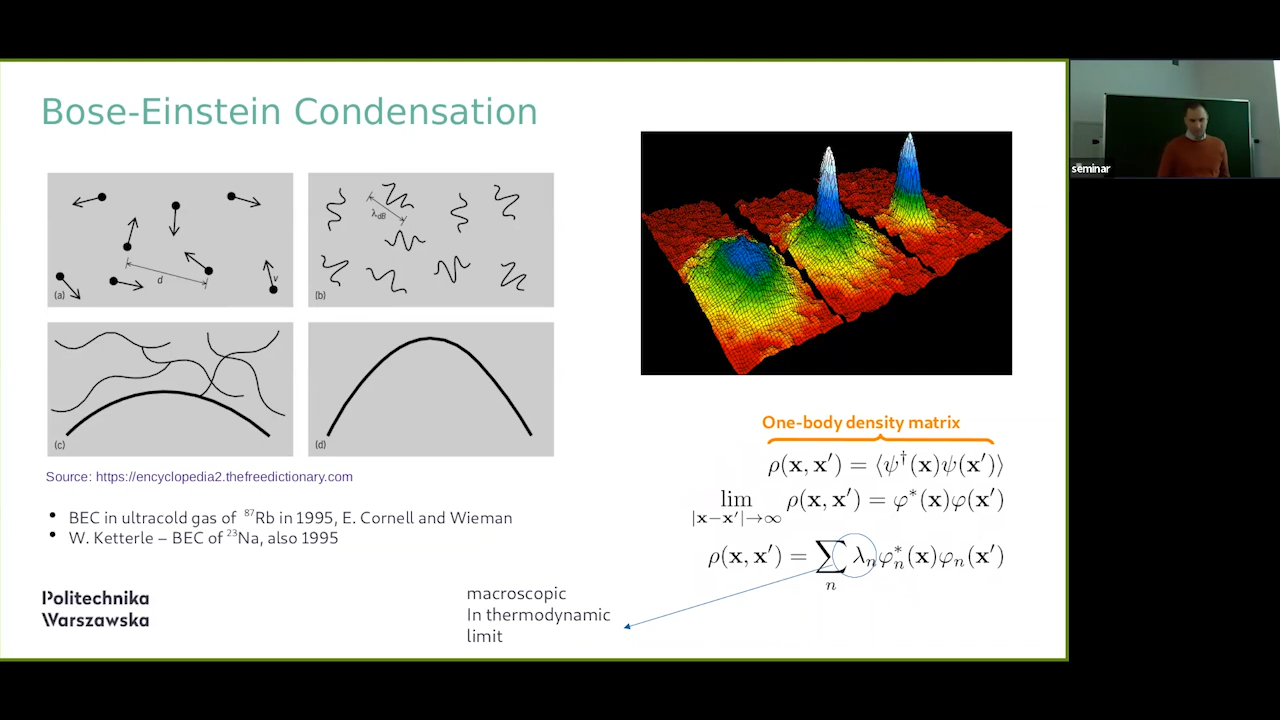 Bose-Einstein Condensation
d
v
(a)
λdB
(b)
(c)
(d)
Source: https://encyclopedia2.thefreedictionary.com
• BEC in ultracold gas of ⁸⁷Rb in 1995, E. Cornell and Wieman
• W. Ketterle – BEC of ²³Na, also 1995
One-body density matrix
ρ(x, x′) = ⟨ψ†(x)ψ(x′)⟩
lim |x−x′|→∞ ρ(x, x′) = φ*(x)φ(x′)
ρ(x, x′) = ∑n λnφ*n(x)φn(x′)
macroscopic
In thermodynamic
limit
Politechnika
Warszawska
seminar